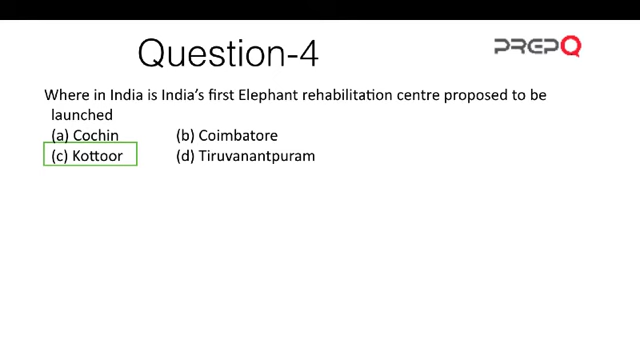 Question-4
PREPQ
Where in India is India's first Elephant rehabilitation centre proposed to be
launched
(a) Cochin (b) Coimbatore
(c) Kottoor (d) Tiruvanantpuram